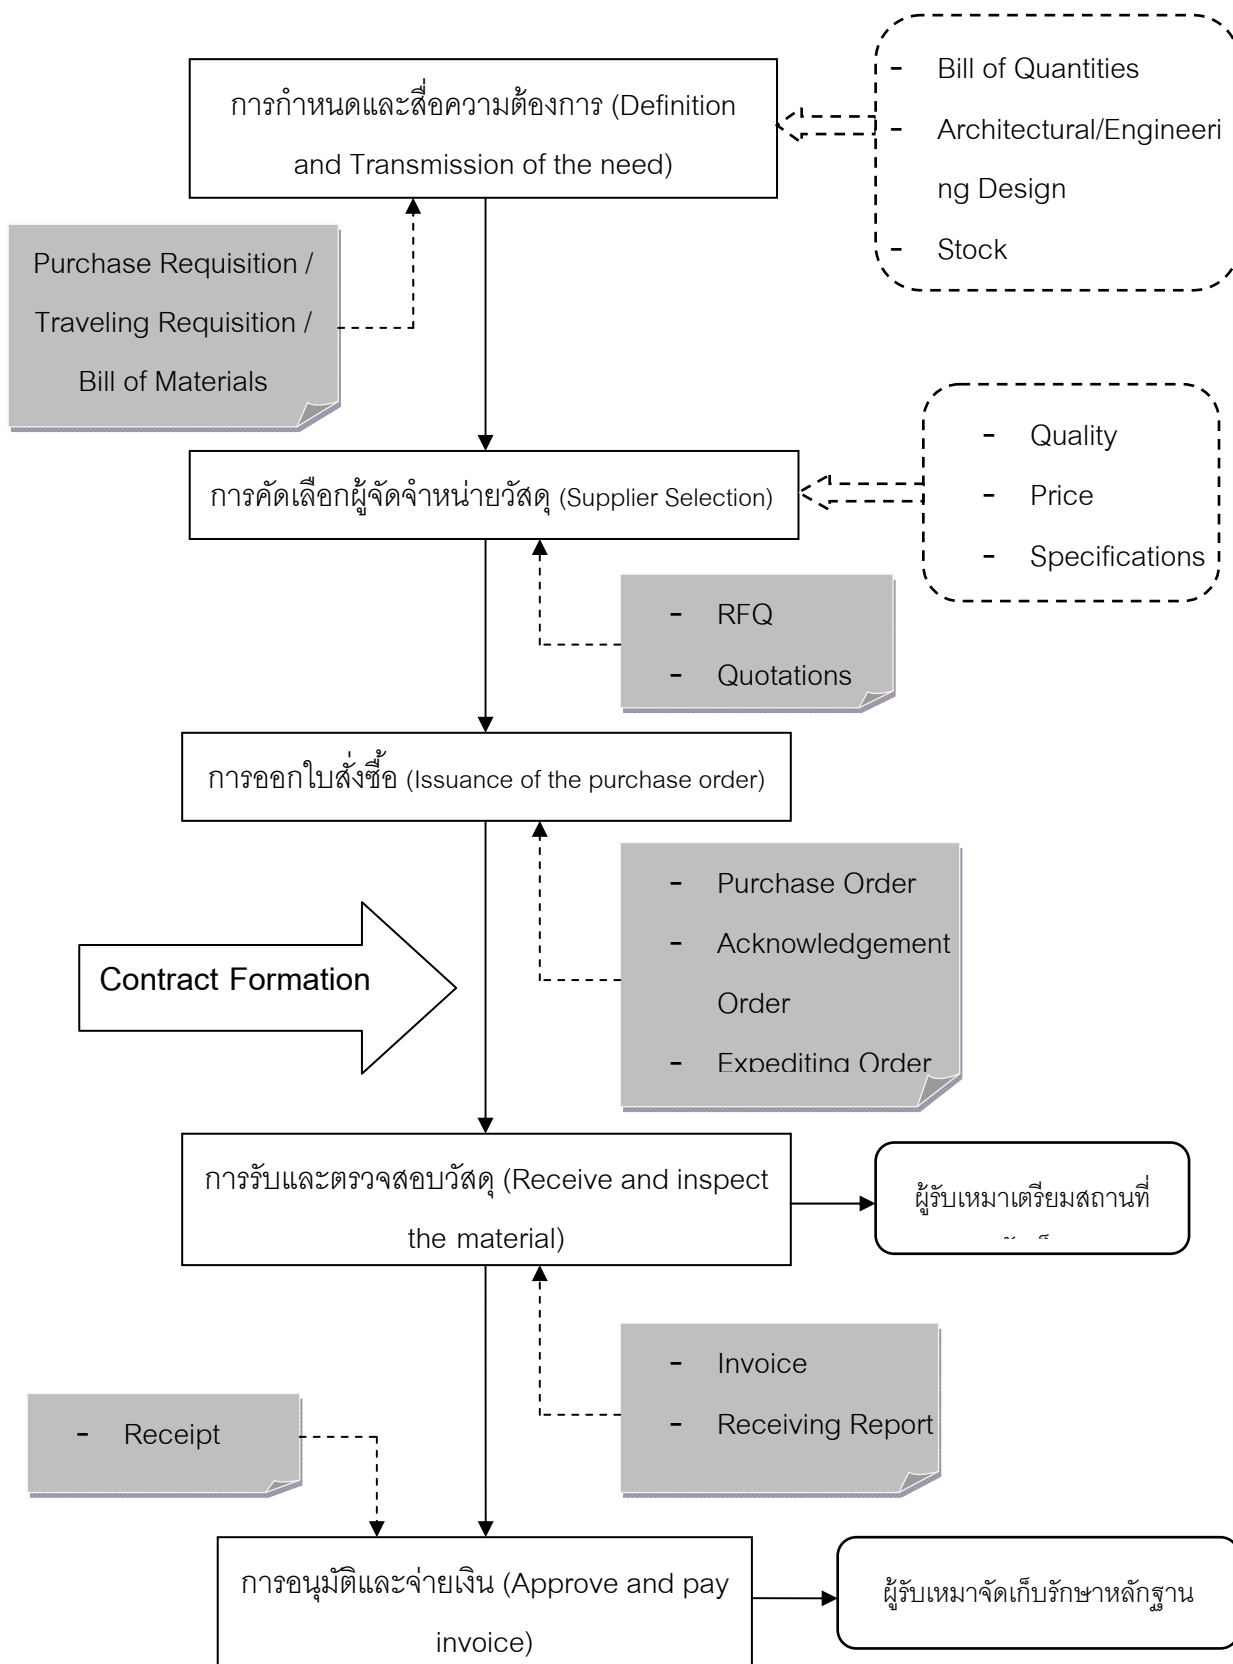 การกำหนดและสื่อความต้องการ (Definition
and Transmission of the need)
- Bill of Quantities
- Architectural/Engineeri
ng Design
- Stock
Purchase Requisition /
Traveling Requisition /
Bill of Materials
การคัดเลือกผู้จัดจำหน่ายวัสดุ (Supplier Selection)
- Quality
- Price
- Specifications
- RFQ
- Quotations
การออกใบสั่งซื้อ (Issuance of the purchase order)
- Purchase Order
- Acknowledgement
Order
- Expediting Order
Contract Formation
การรับและตรวจสอบวัสดุ (Receive and inspect
the material)
ผู้รับเหมาเตรียมสถานที่
- Invoice
- Receiving Report
- Receipt
การอนุมัติและจ่ายเงิน (Approve and pay
invoice)
ผู้รับเหมาจัดเก็บรักษาหลักฐาน